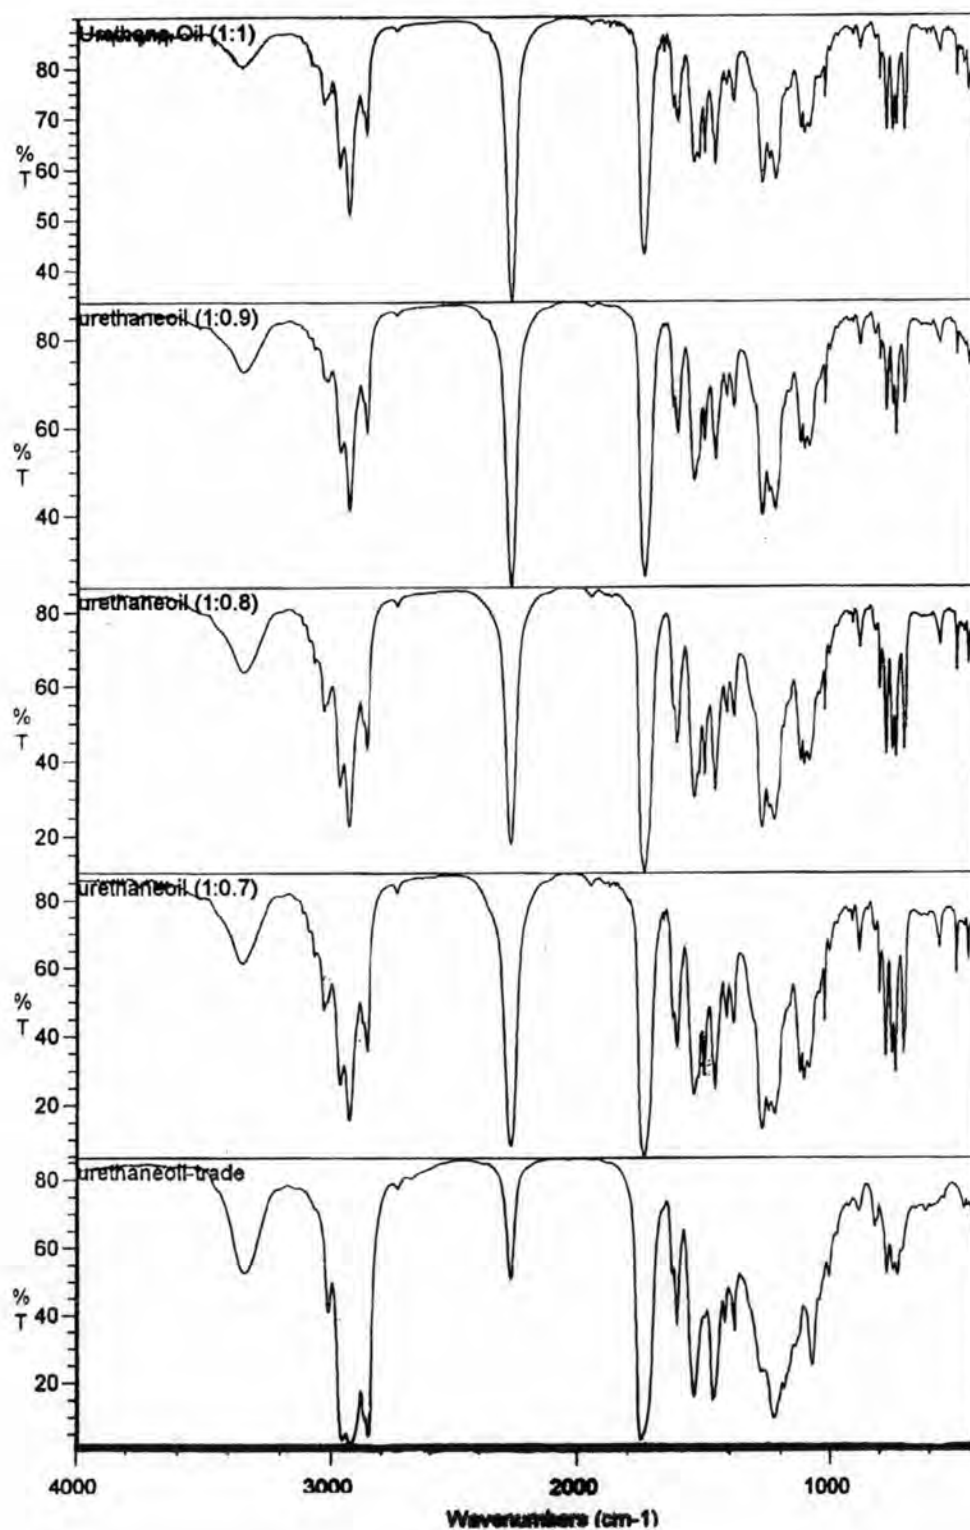 Urethane Oil (1:1)
80
70
%
T
60
50
40
urethaneoil (1:0.9)
80
60
%
T
40
urethaneoil (1:0.8)
80
60
%
T
40
20
urethaneoil (1:0.7)
80
60
%
T
40
20
urethaneoil-trade
80
60
%
T
40
20
4000 3000 2000 1000
Wavenumbers (cm-1)